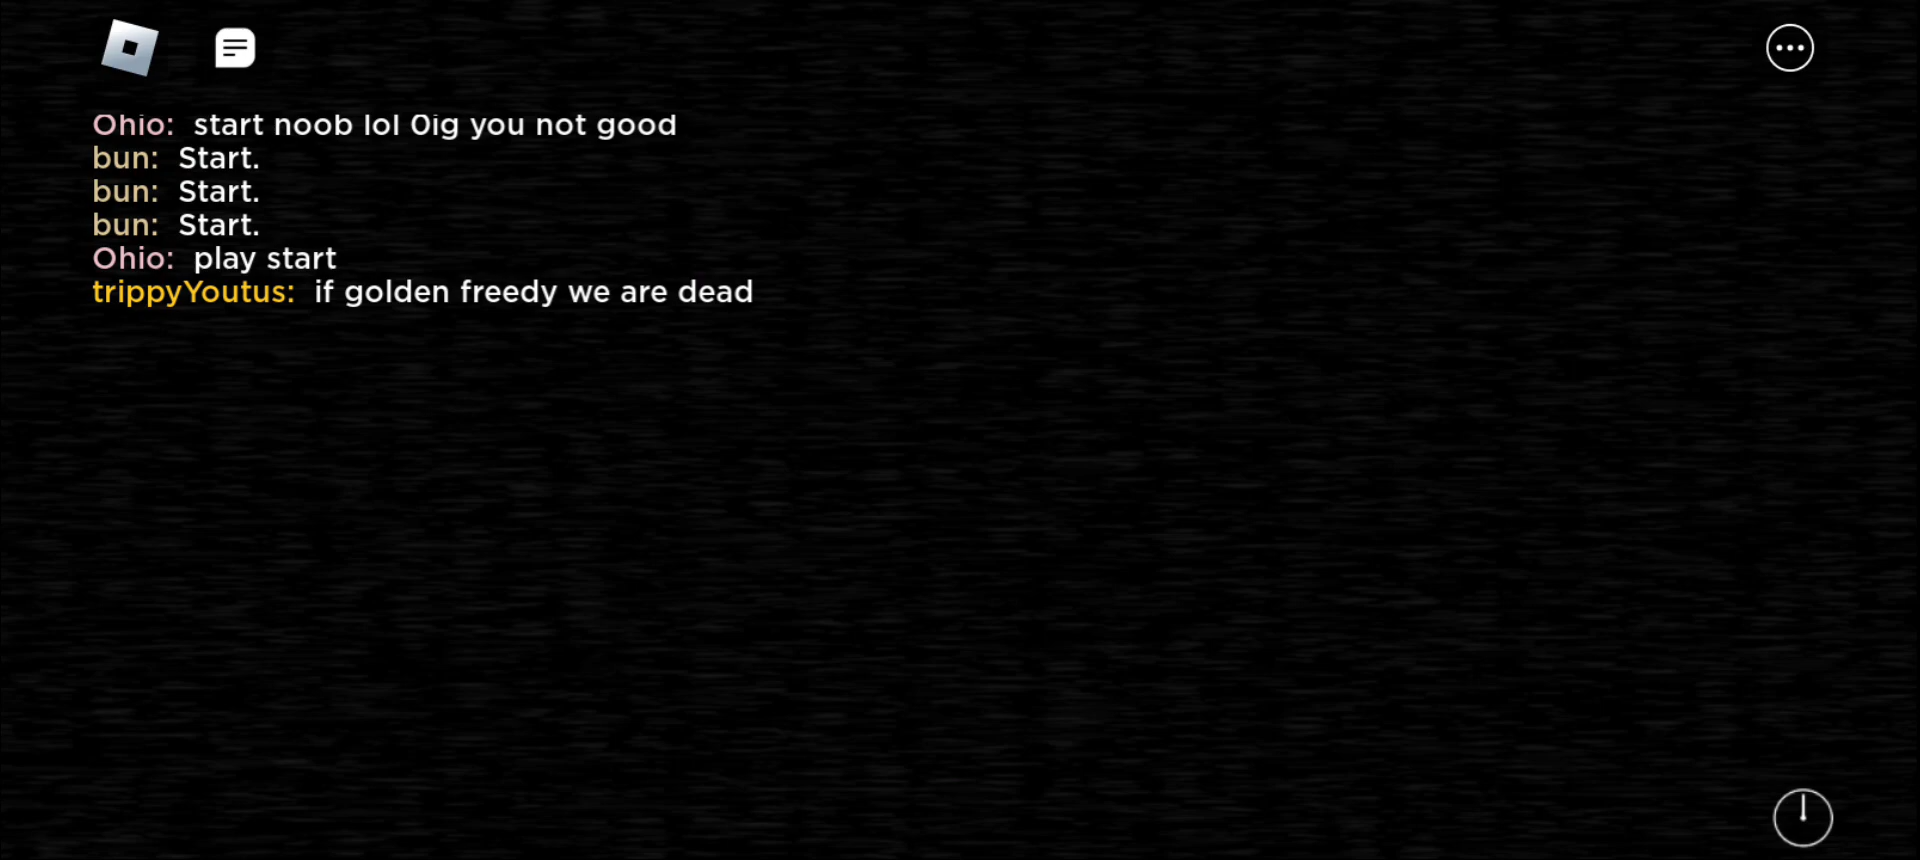 Ohio: start noob lol 0ig you not good
bun: Start.
bun: Start.
bun: Start.
Ohio: play start
trippyYoutus: if golden freedy we are dead